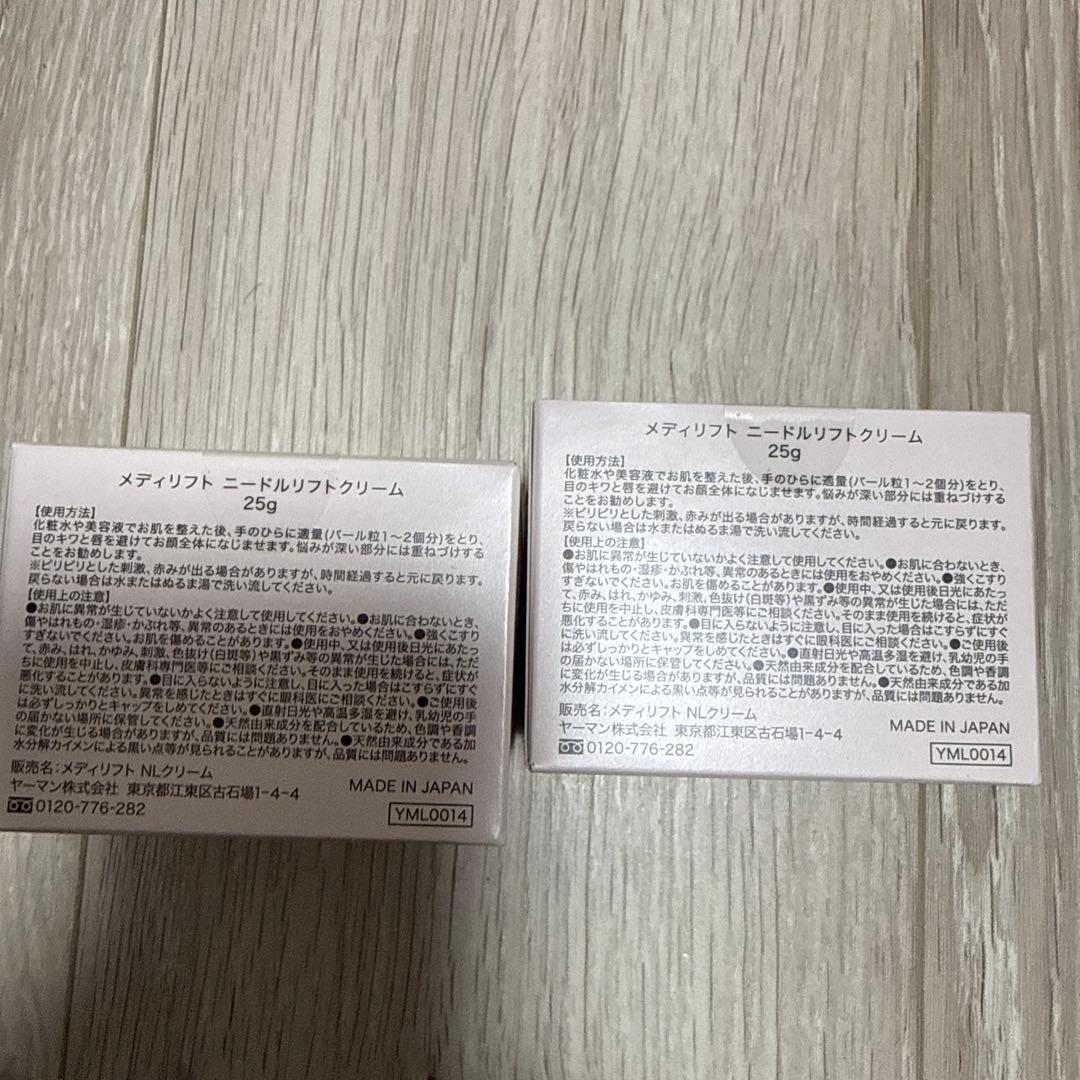 メディリフト ニードルリフトクリーム
25g
【使用方法】
化粧水や美容液でお肌を整えた後、手のひらに適量(パール粒1〜2個分)をとり、
目のキワと唇を避けてお顔全体になじませます。悩みが深い部分には重ねづけする
ことをお勧めします。
※ピリピリとした刺激、赤みが出る場合がありますが、時間経過すると元に戻ります。
戻らない場合は水またはぬるま湯で洗い流してください。
【使用上の注意】
●お肌に異常が生じていないかよく注意して使用してください。●お肌に合わないとき、
傷やはれもの・湿疹・かぶれ等、異常のあるときには使用をおやめください。●強くこすり
すぎないでください。お肌を傷めることがあります。●使用中、又は使用後日光にあたっ
て、赤み、はれ、かゆみ、刺激、色抜け(白斑等)や黒ずみ等の異常が生じた場合には、ただ
ちに使用を中止し、皮膚科専門医等にご相談ください。そのまま使用を続けると、症状が
悪化することがあります。●目に入らないように注意し、目に入った場合はこすらずにすぐ
に洗い流してください。異常を感じたときはすぐに眼科医にご相談ください。●ご使用後
は必ずしっかりとキャップをしめてください。●直射日光や高温多湿を避け、乳幼児の手
の届かない場所に保管してください。●天然由来成分を配合しているため、色調や香調
に変化が生じる場合がありますが、品質には問題ありません。●天然由来成分である加
水分解カイメンによる黒い点等が見られることがありますが、品質には問題ありません。
販売名:メディリフト NLクリーム
ヤーマン株式会社 東京都江東区古石場1-4-4
0120-776-282
MADE IN JAPAN
YML0014
メディリフト ニードルリフトクリーム
25g
【使用方法】
化粧水や美容液でお肌を整えた後、手のひらに適量(パール粒1〜2個分)をとり、
目のキワと唇を避けてお顔全体になじませます。悩みが深い部分には重ねづけする
ことをお勧めします。
※ピリピリとした刺激、赤みが出る場合がありますが、時間経過すると元に戻ります。
戻らない場合は水またはぬるま湯で洗い流してください。
【使用上の注意】
●お肌に異常が生じていないかよく注意して使用してください。●お肌に合わないとき、
傷やはれもの・湿疹・かぶれ等、異常のあるときには使用をおやめください。●強くこすり
すぎないでください。お肌を傷めることがあります。●使用中、又は使用後日光にあたっ
て、赤み、はれ、かゆみ、刺激、色抜け(白斑等)や黒ずみ等の異常が生じた場合には、ただ
ちに使用を中止し、皮膚科専門医等にご相談ください。そのまま使用を続けると、症状が
悪化することがあります。●目に入らないように注意し、目に入った場合はこすらずにすぐ
に洗い流してください。異常を感じたときはすぐに眼科医にご相談ください。●ご使用後
は必ずしっかりとキャップをしめてください。●直射日光や高温多湿を避け、乳幼児の手
の届かない場所に保管してください。●天然由来成分を配合しているため、色調や香調
に変化が生じる場合がありますが、品質には問題ありません。●天然由来成分である加
水分解カイメンによる黒い点等が見られることがありますが、品質には問題ありません。
販売名:メディリフト NLクリーム
ヤーマン株式会社 東京都江東区古石場1-4-4
0120-776-282
MADE IN JAPAN
YML0014